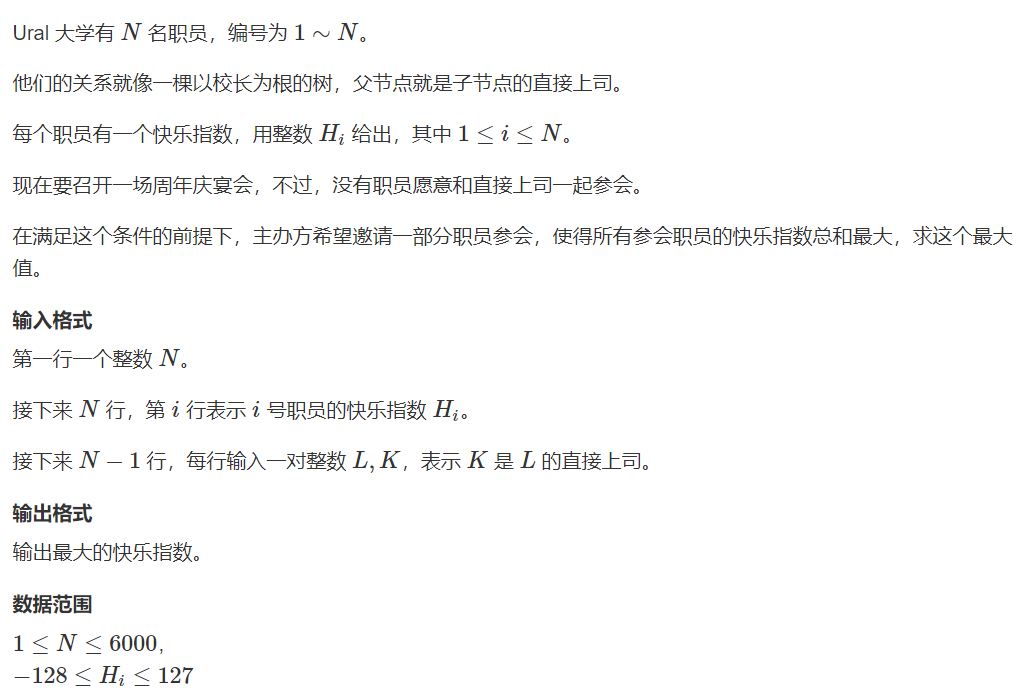 Ural 大学有 N 名职员，编号为 1 ∼ N。
他们的关系就像一棵以校长为根的树，父节点就是子节点的直接上司。
每个职员有一个快乐指数，用整数 H_i 给出，其中 1 ≤ i ≤ N。
现在要召开一场周年庆宴会，不过，没有职员愿意和直接上司一起参会。
在满足这个条件的前提下，主办方希望邀请一部分职员参会，使得所有参会职员的快乐指数总和最大，求这个最大
值。
输入格式
第一行一个整数 N。
接下来 N 行，第 i 行表示 i 号职员的快乐指数 H_i。
接下来 N − 1 行，每行输入一对整数 L, K，表示 K 是 L 的直接上司。
输出格式
输出最大的快乐指数。
数据范围
1 ≤ N ≤ 6000,
−128 ≤ H_i ≤ 127